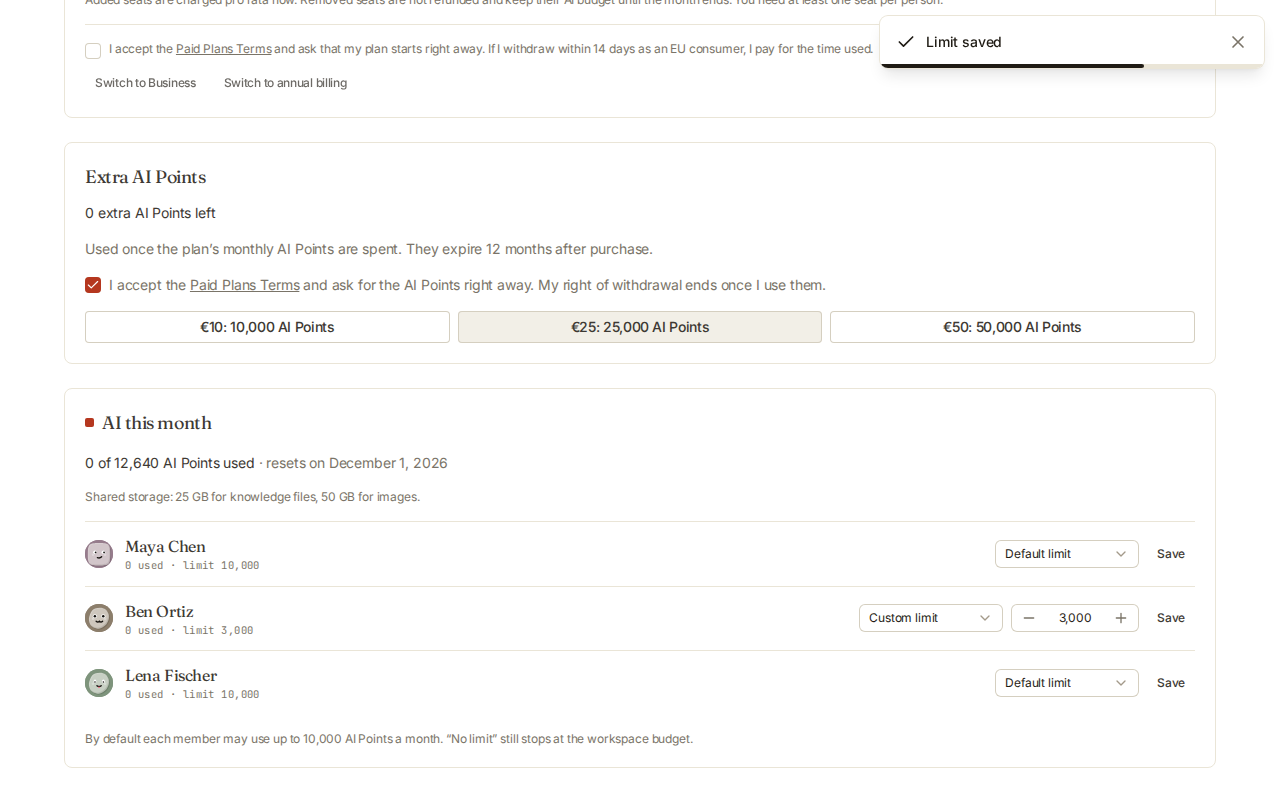 Added seats are charged pro rata now. Removed seats are not refunded and keep their AI budget until the month ends. You need at least one seat per person.
Limit saved
I accept the Paid Plans Terms and ask that my plan starts right away. If I withdraw within 14 days as an EU consumer, I pay for the time used.
Switch to Business
Switch to annual billing
Extra AI Points
0 extra AI Points left
Used once the plan's monthly AI Points are spent. They expire 12 months after purchase.
I accept the Paid Plans Terms and ask for the AI Points right away. My right of withdrawal ends once I use them.
€10: 10,000 AI Points
€25: 25,000 AI Points
€50: 50,000 AI Points
AI this month
0 of 12,640 AI Points used · resets on December 1, 2026
Shared storage: 25 GB for knowledge files, 50 GB for images.
Maya Chen
0 used · limit 10,000
Default limit
Save
Ben Ortiz
0 used · limit 3,000
Custom limit
3,000
Save
Lena Fischer
0 used · limit 10,000
Default limit
Save
By default each member may use up to 10,000 AI Points a month. “No limit” still stops at the workspace budget.